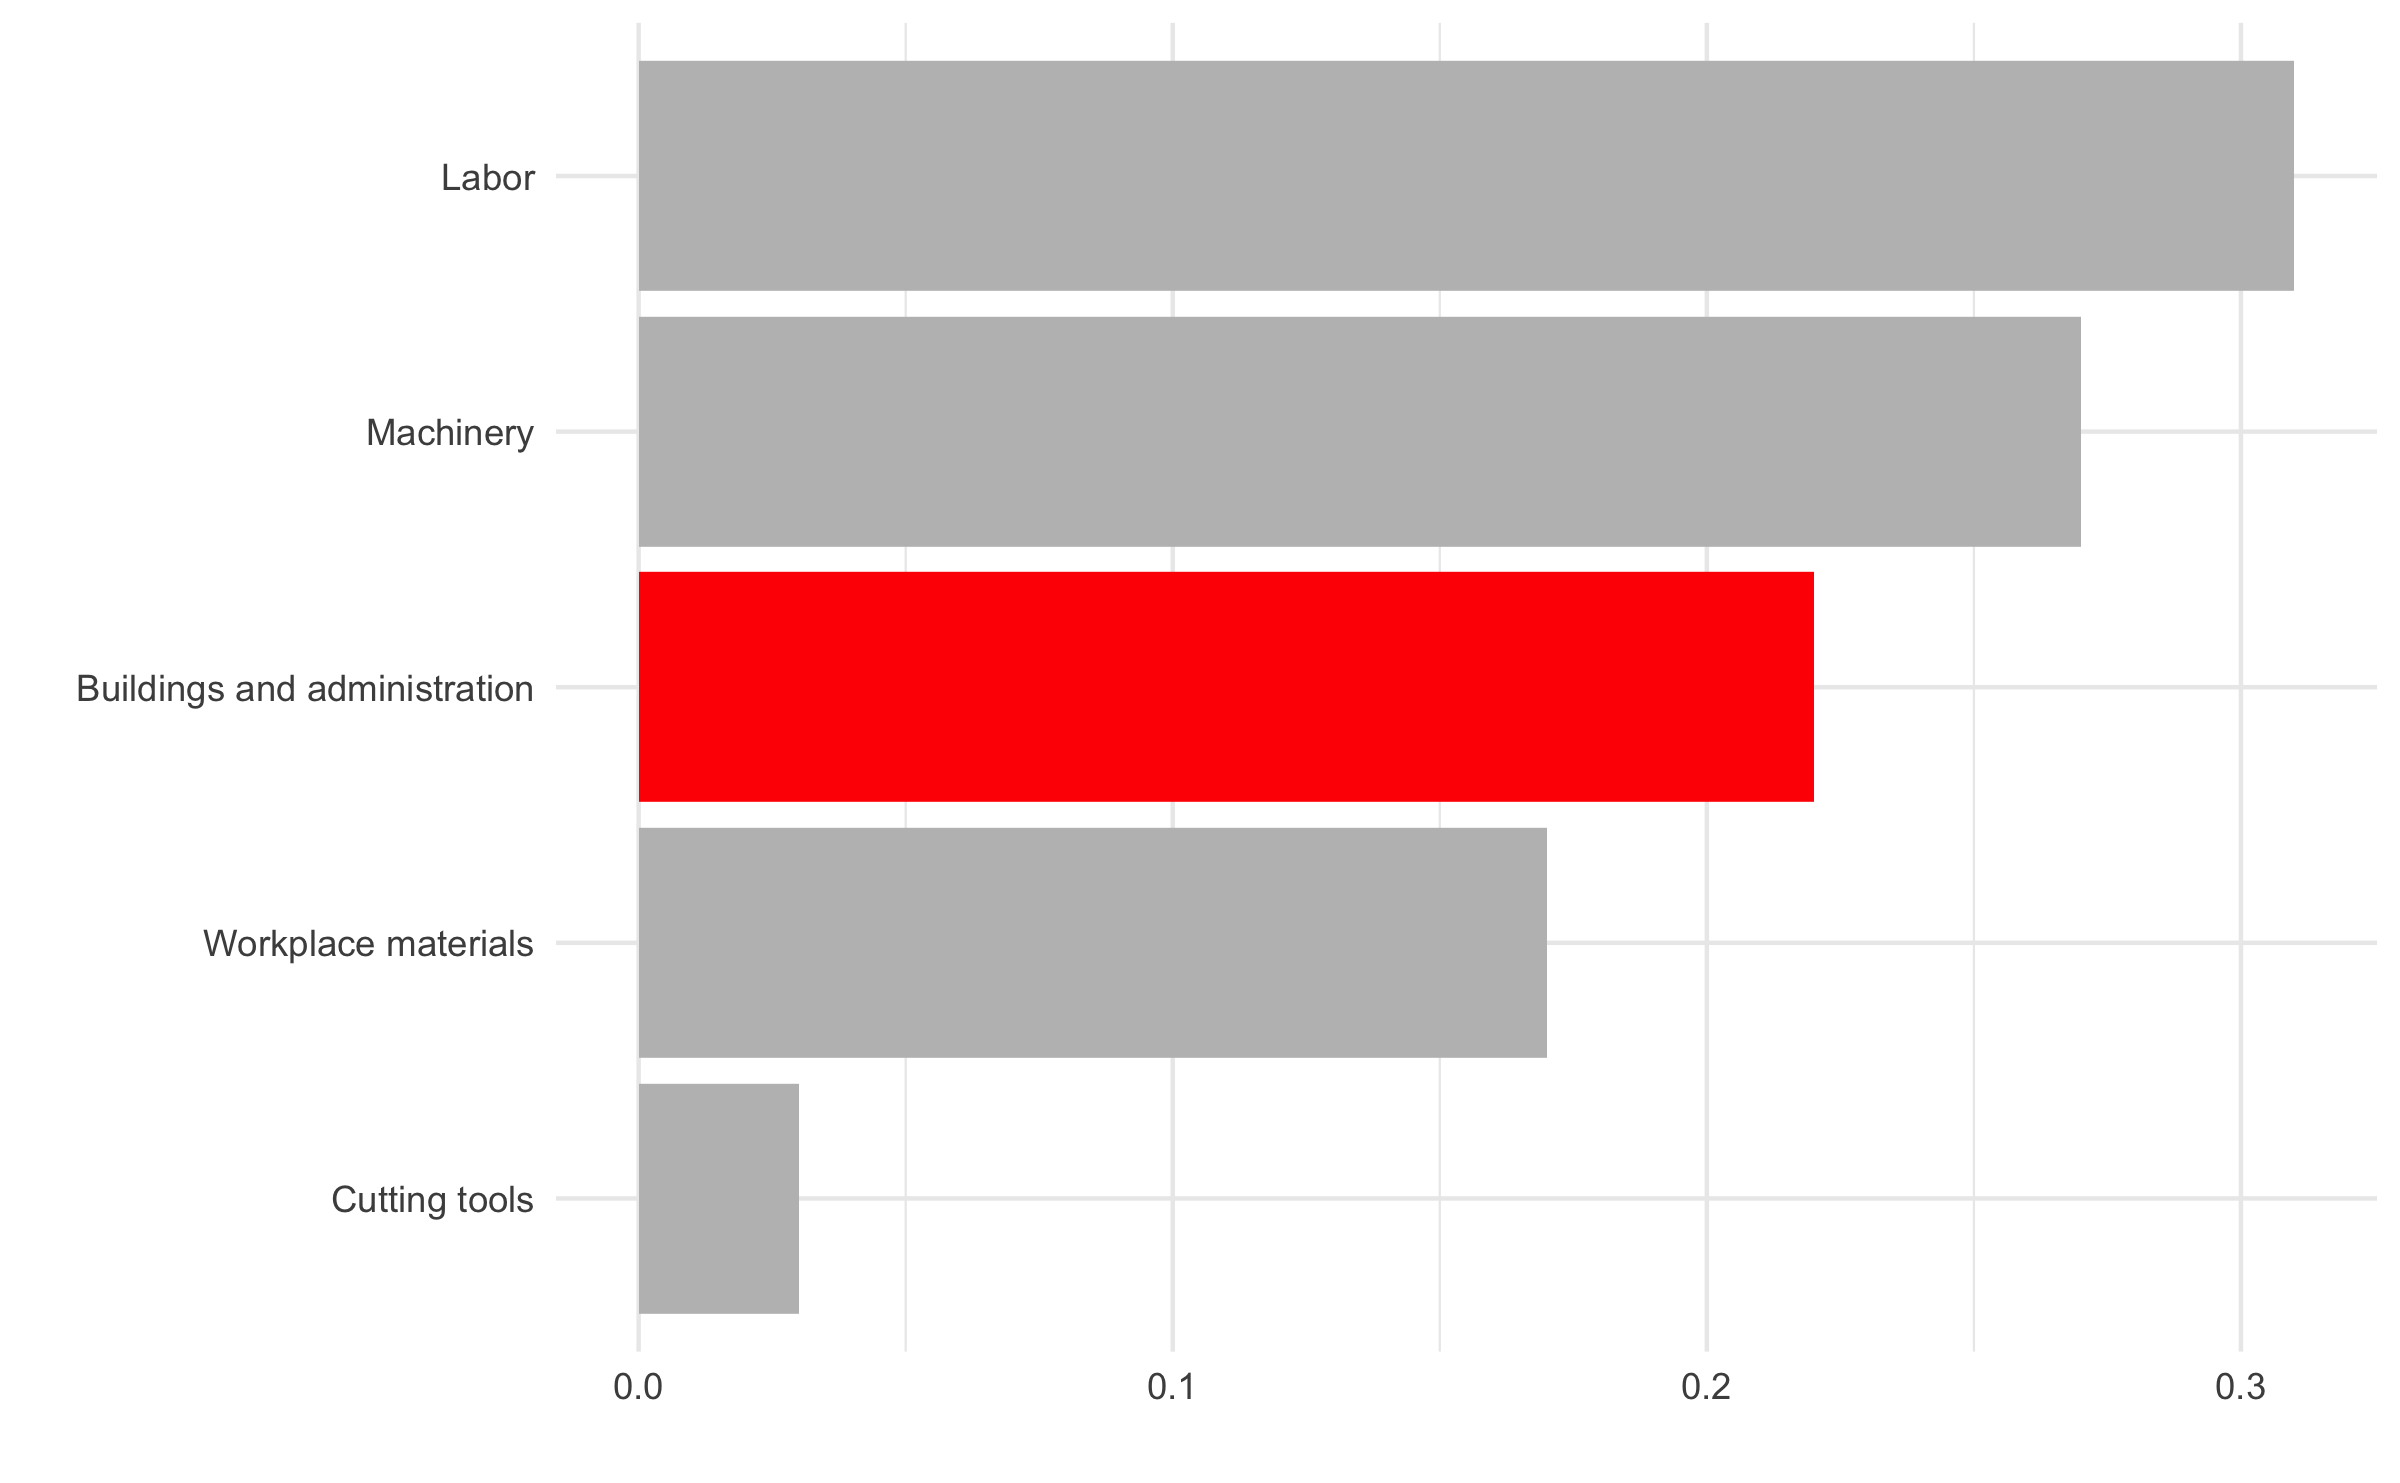 Labor
Machinery
Buildings and administration
Workplace materials
Cutting tools
0.0 0.1 0.2 0.3